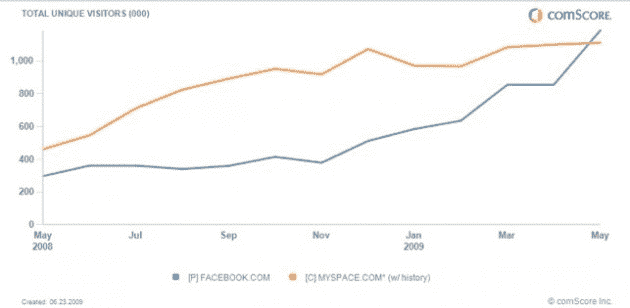 TOTAL UNIQUE VISITORS (000)
comScore.
1,000
800
600
400
200
0
May Jul Sep Nov Jan Mar May
2008 2009
[P] FACEBOOK.COM [C] MYSPACE.COM* (w/ history)
Created: 06.23.2009 © comScore, Inc.